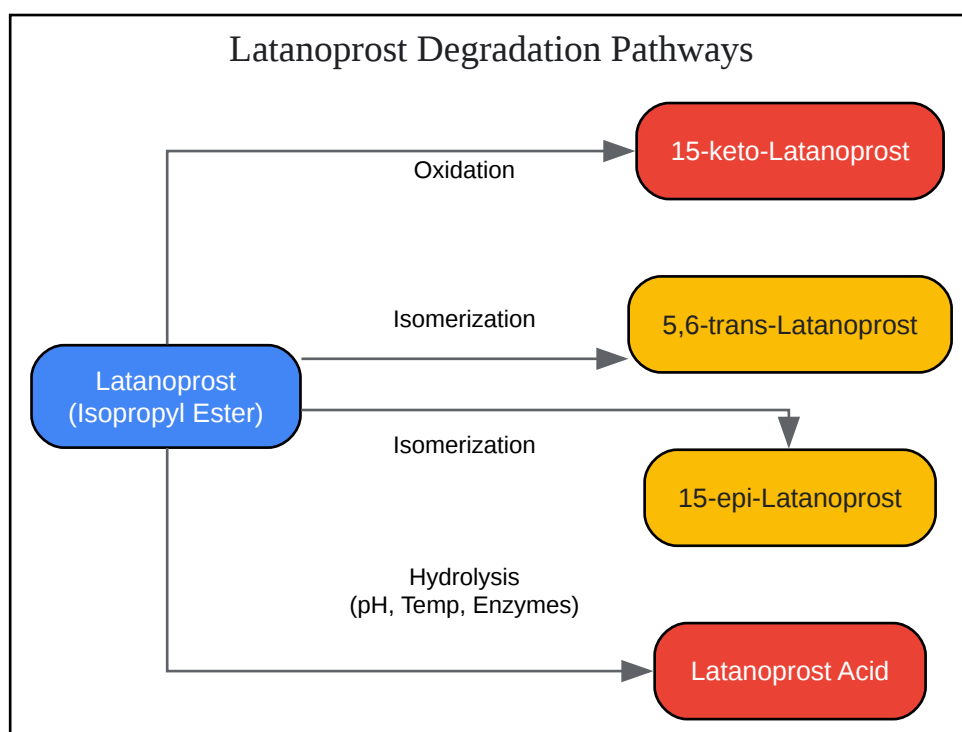 Latanoprost Degradation Pathways
15-keto-Latanoprost
Oxidation
5,6-trans-Latanoprost
Isomerization
Latanoprost
(Isopropyl Ester)
Isomerization
15-epi-Latanoprost
Hydrolysis
(pH, Temp, Enzymes)
Latanoprost Acid